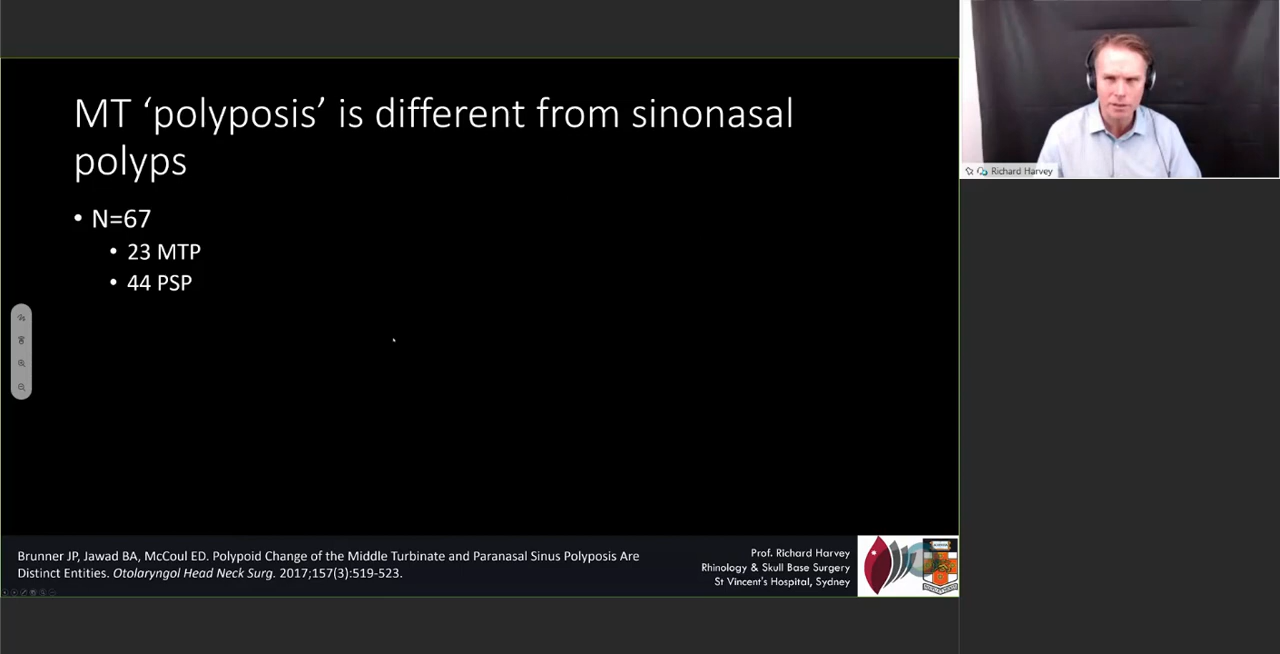 MT ‘polyposis’ is different from sinonasal
polyps
• N=67
• 23 MTP
• 44 PSP
Brunner JP, Jawad BA, McCoul ED. Polypoid Change of the Middle Turbinate and Paranasal Sinus Polyposis Are
Distinct Entities. Otolaryngol Head Neck Surg. 2017;157(3):519-523.
Prof. Richard Harvey
Rhinology & Skull Base Surgery
St Vincent's Hospital, Sydney
Richard Harvey